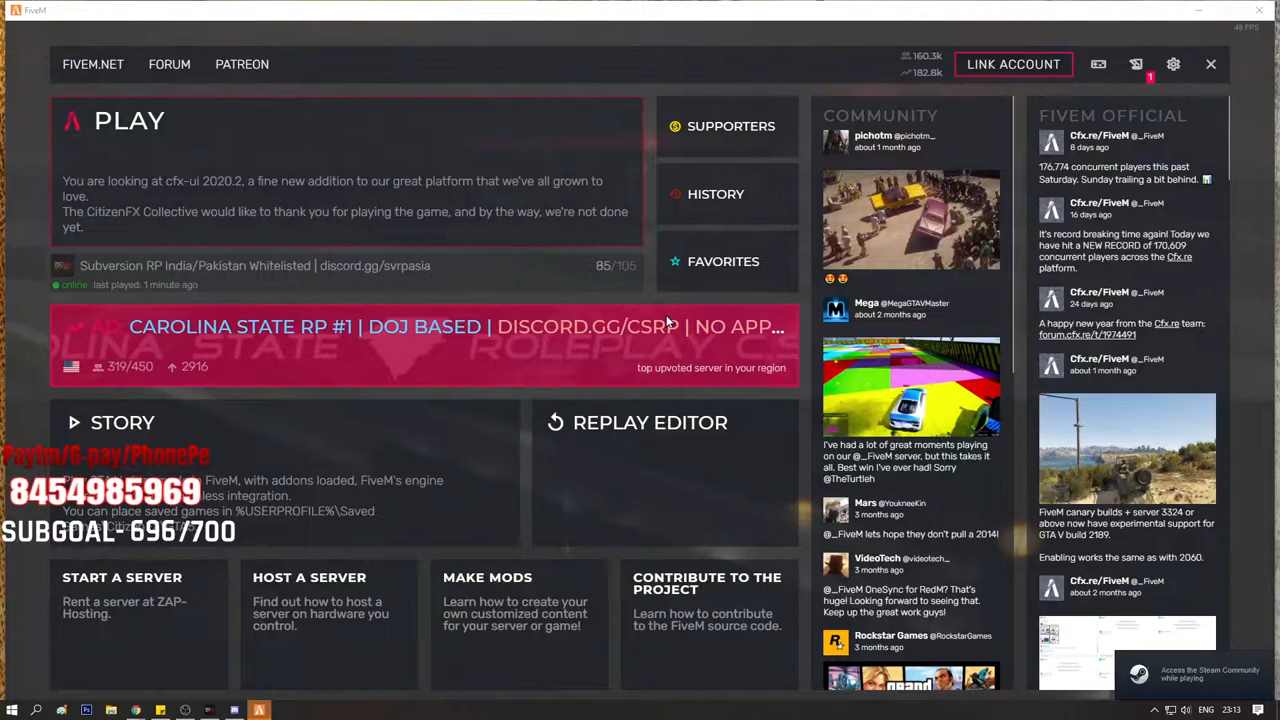 FiveM
48 FPS
FIVEM.NET
FORUM
PATREON
160.3k
182.8k
LINK ACCOUNT
1
PLAY
You are looking at cfx-ui 2020.2, a fine new addition to our great platform that we've all grown to
love.
The CitizenFX Collective would like to thank you for playing the game, and by the way, we're not done
yet.
Subversion RP India/Pakistan Whitelisted | discord.gg/svrpasia
85/105
online last played: 1 minute ago
SUPPORTERS
HISTORY
FAVORITES
CAROLINA STATE RP #1 | DOJ BASED | DISCORD.GG/CSRP | NO APP...
319/450
2916
top upvoted server in your region
STORY
FiveM, with addons loaded, FiveM's engine
integration.
You can place saved games in %USERPROFILE%\Saved
REPLAY EDITOR
Paytm/G-pay/PhonePe
8454985969
SUBGOAL- 696/700
START A SERVER
Rent a server at ZAP-
Hosting.
HOST A SERVER
Find out how to host a
server on hardware you
control.
MAKE MODS
Learn how to create your
own customized content
for your server or game!
CONTRIBUTE TO THE
PROJECT
Learn how to contribute
to the FiveM source code.
COMMUNITY
pichotm @pichotm_
about 1 month ago
Mega @MegaGTAVMaster
about 2 months ago
I've had a lot of great moments playing
on our @_FiveM server, but this takes it
all. Best win I've ever had! Sorry
@TheTurtleh
Mars @YoukneeKin
3 months ago
@_FiveM lets hope they don't pull a 2014!
VideoTech @videotech_
3 months ago
@_FiveM OneSync for RedM? That's
huge! Looking forward to seeing that.
Keep up the great work guys!
Rockstar Games @RockstarGames
3 months ago
FIVEM OFFICIAL
Cfx.re/FiveM @_FiveM
8 days ago
176,774 concurrent players this past
Saturday. Sunday trailing a bit behind.
Cfx.re/FiveM @_FiveM
16 days ago
It's record breaking time again! Today we
have hit a NEW RECORD of 170,609
concurrent players across the Cfx.re
platform.
Cfx.re/FiveM @_FiveM
24 days ago
A happy new year from the Cfx.re team:
forum.cfx.re/t/1974491
Cfx.re/FiveM @_FiveM
about 1 month ago
FiveM canary builds + server 3324 or
above now have experimental support for
GTA V build 2189.
Enabling works the same as with 2060.
Cfx.re/FiveM @_FiveM
about 2 months ago
Access the Steam Community
while playing.
ENG
23:13